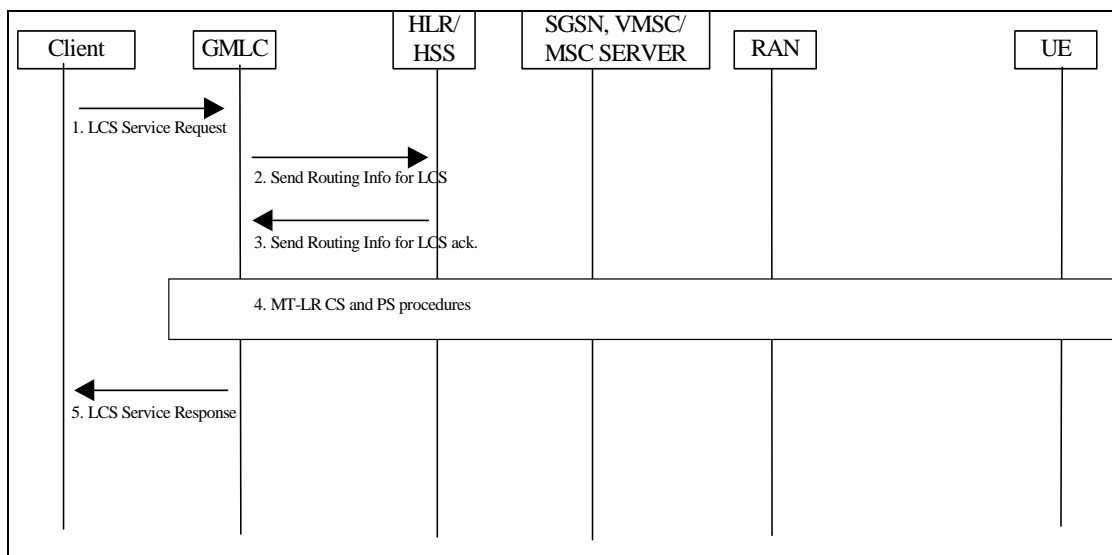 Client
GMLC
HLR/
HSS
SGSN, VMSC/
MSC SERVER
RAN
UE
1. LCS Service Request
2. Send Routing Info for LCS
3. Send Routing Info for LCS ack.
4. MT-LR CS and PS procedures
5. LCS Service Response